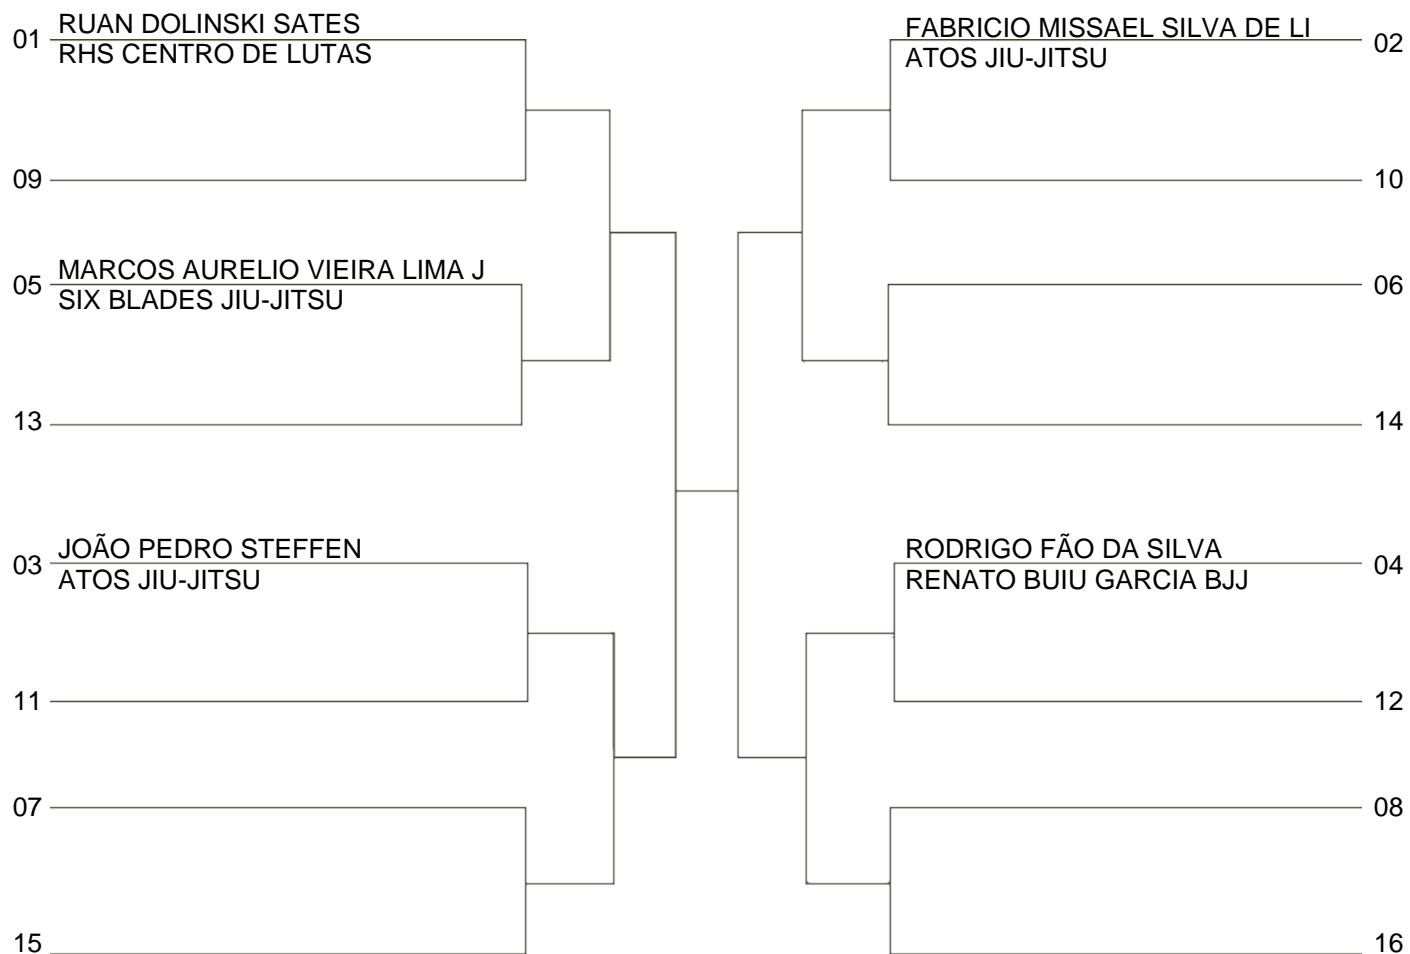 01 RUAN DOLINSKI SATES
RHS CENTRO DE LUTAS
09
05 MARCOS AURELIO VIEIRA LIMA J
SIX BLADES JIU-JITSU
13
03 JOÃO PEDRO STEFFEN
ATOS JIU-JITSU
11
07
15
FABRICIO MISSAEL SILVA DE LI 02
ATOS JIU-JITSU
10
06
14
RODRIGO FÃO DA SILVA 04
RENATO BUIU GARCIA BJJ
12
08
16